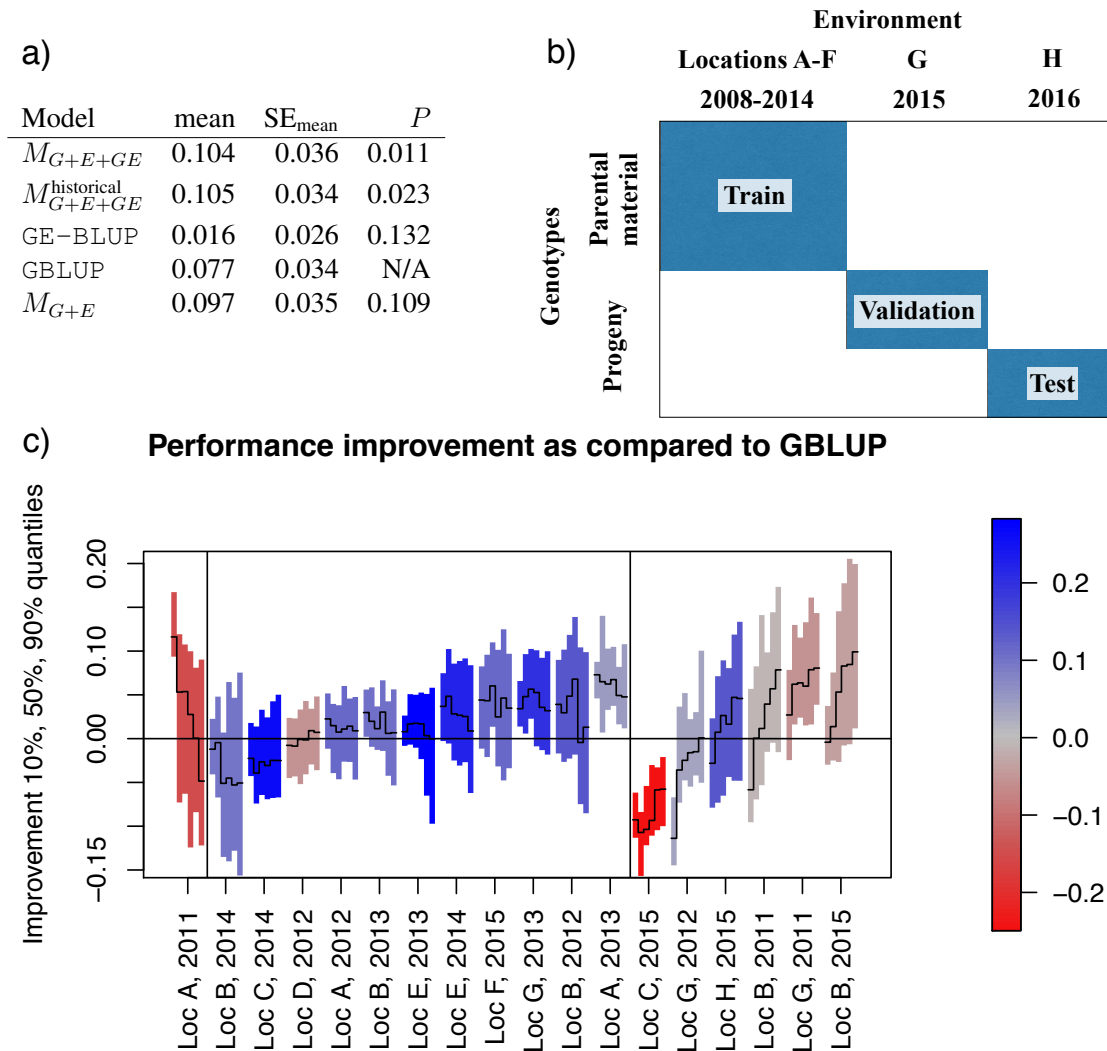 a)
Model mean SE_mean P
M_{G+E+GE} 0.104 0.036 0.011
M^{historical}_{G+E+GE} 0.105 0.034 0.023
GE-BLUP 0.016 0.026 0.132
GBLUP 0.077 0.034 N/A
M_{G+E} 0.097 0.035 0.109
b)
Environment
Locations A-F G H
2008-2014 2015 2016
Genotypes
Parental
material
Progeny
Train
Validation
Test
c) Performance improvement as compared to GBLUP
Improvement 10%, 50%, 90% quantiles
0.20
0.10
0.00
−0.15
Loc A, 2011
Loc B, 2014
Loc C, 2014
Loc D, 2012
Loc A, 2012
Loc B, 2013
Loc E, 2013
Loc E, 2014
Loc F, 2015
Loc G, 2013
Loc B, 2012
Loc A, 2013
Loc C, 2015
Loc G, 2012
Loc H, 2015
Loc B, 2011
Loc G, 2011
Loc B, 2015
0.2
0.1
0.0
−0.1
−0.2